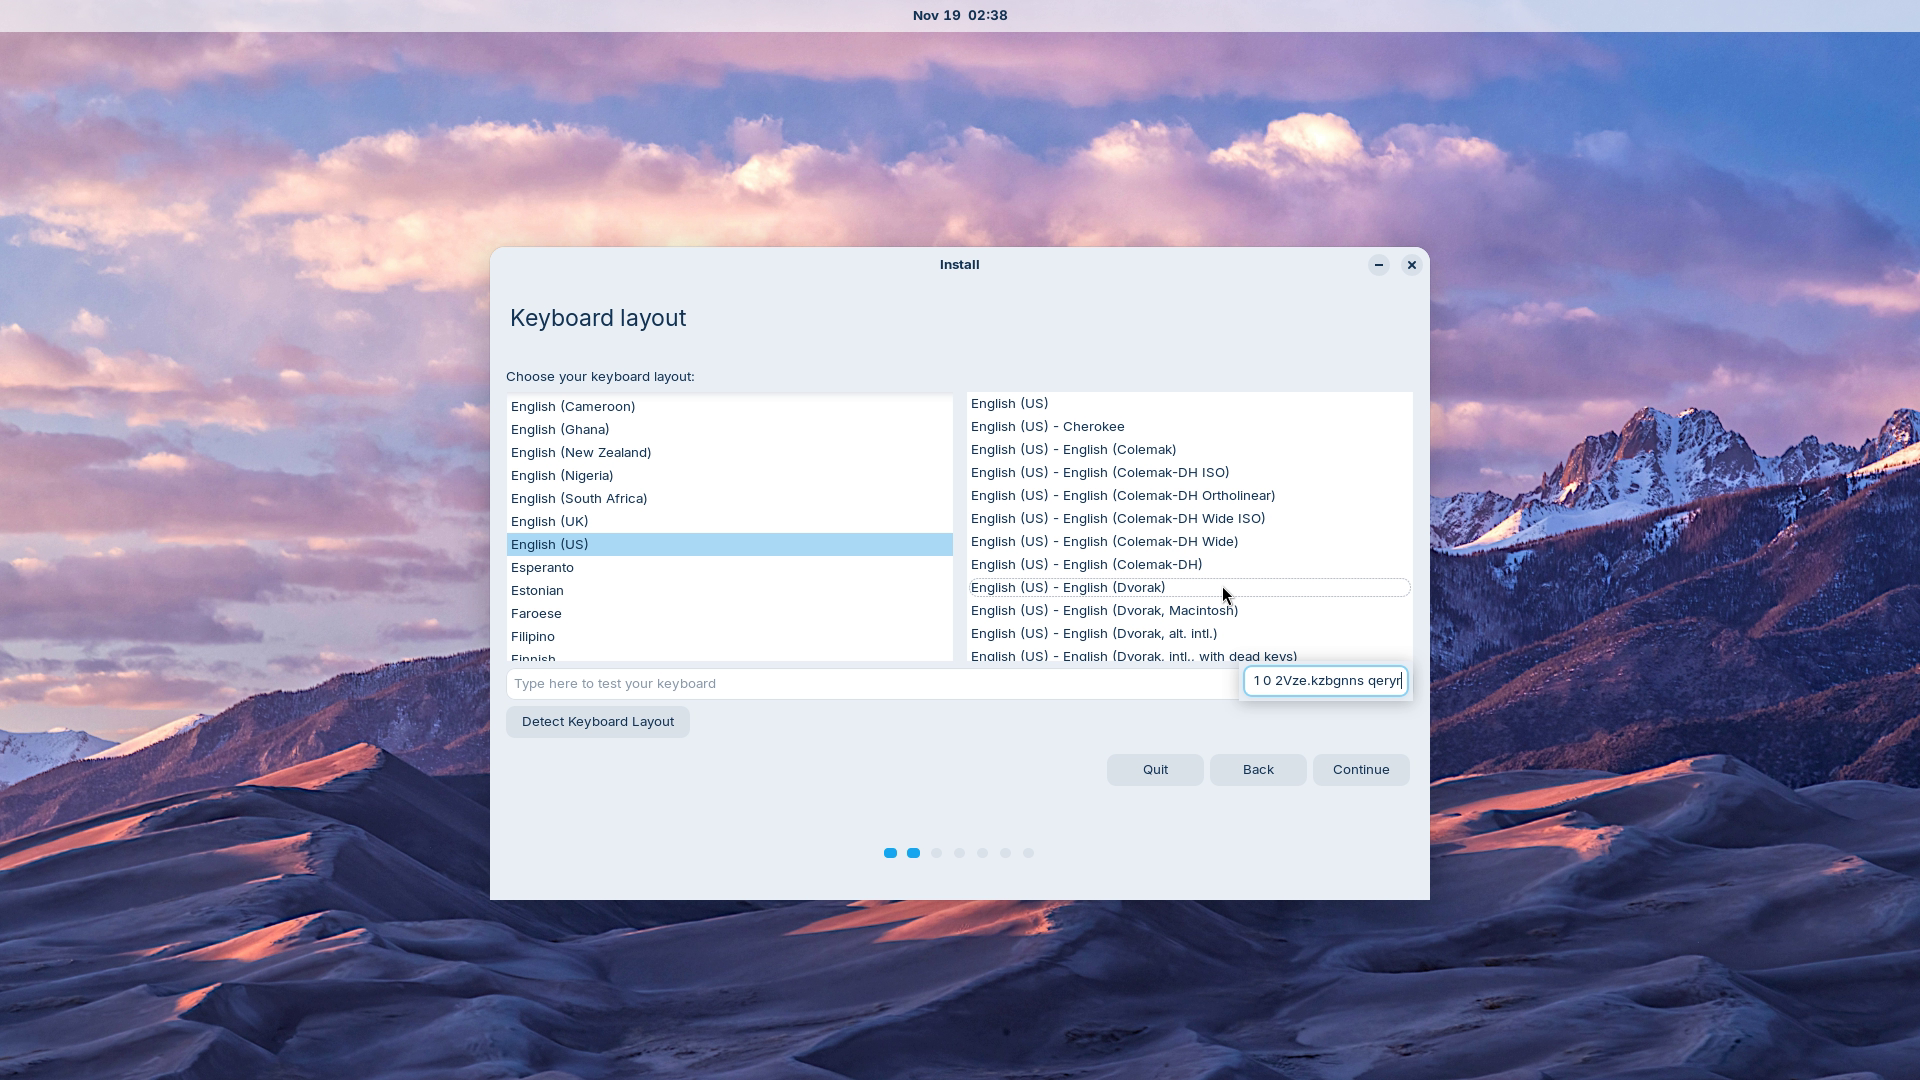 Nov 19 02:38
Install
Keyboard layout
Choose your keyboard layout:
English (Cameroon)
English (Ghana)
English (New Zealand)
English (Nigeria)
English (South Africa)
English (UK)
English (US)
Esperanto
Estonian
Faroese
Filipino
Finnish
English (US)
English (US) - Cherokee
English (US) - English (Colemak)
English (US) - English (Colemak-DH ISO)
English (US) - English (Colemak-DH Ortholinear)
English (US) - English (Colemak-DH Wide ISO)
English (US) - English (Colemak-DH Wide)
English (US) - English (Colemak-DH)
English (US) - English (Dvorak)
English (US) - English (Dvorak, Macintosh)
English (US) - English (Dvorak, alt. intl.)
English (US) - English (Dvorak, intl., with dead keys)
Type here to test your keyboard
1 0 2Vze.kzbgnns qeryr
Detect Keyboard Layout
Quit
Back
Continue